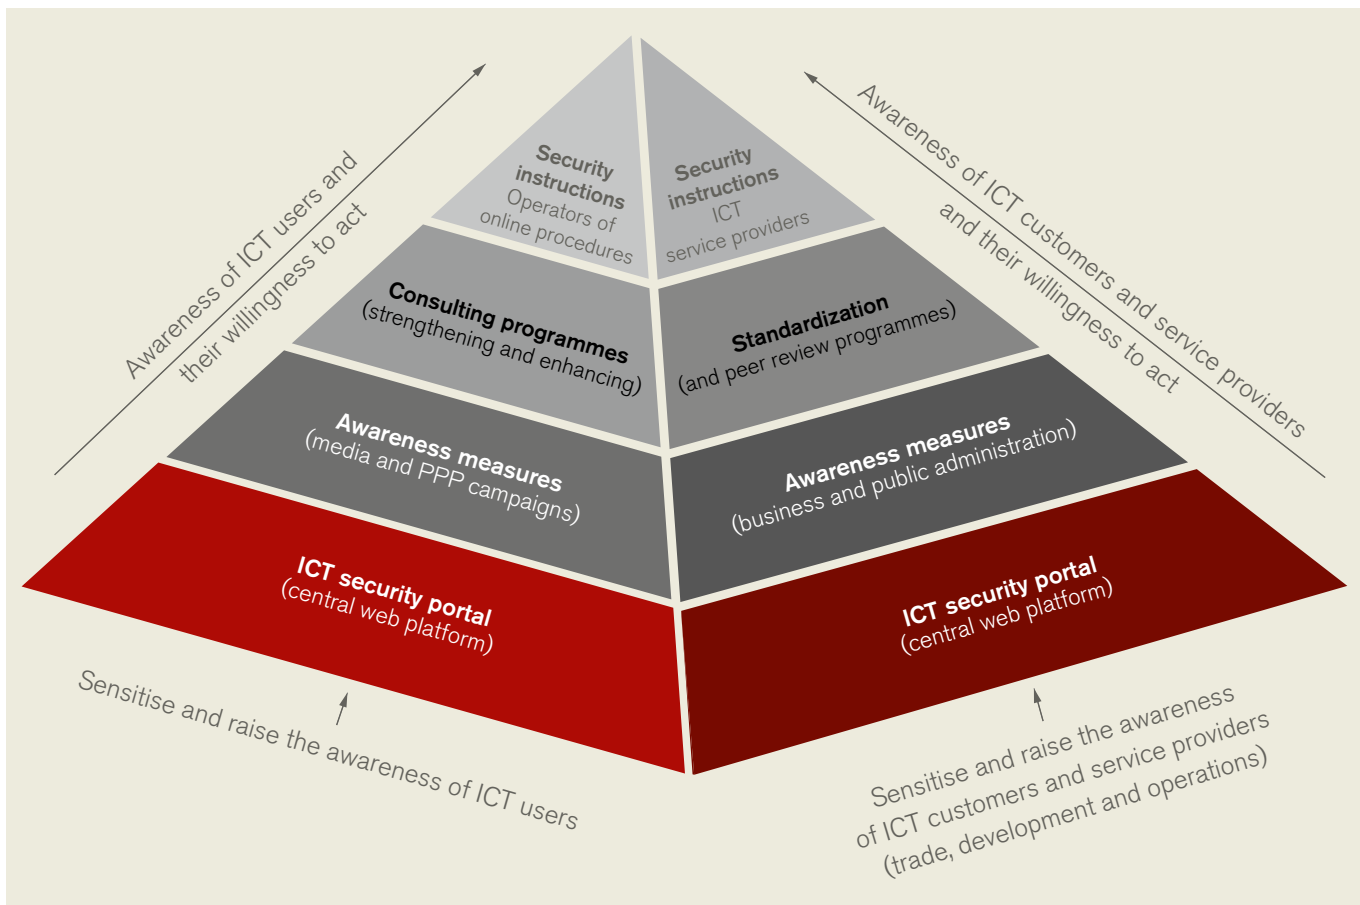 Awareness of ICT users and
their willingness to act
Awareness of ICT customers and service providers
and their willingness to act
Security
instructions
Operators of
online procedures
Security
instructions
ICT
service providers
Consulting programmes
(strengthening and enhancing)
Standardization
(and peer review programmes)
Awareness measures
(media and PPP campaigns)
Awareness measures
(business and public administration)
ICT security portal
(central web platform)
ICT security portal
(central web platform)
Sensitise and raise the awareness of ICT users
Sensitise and raise the awareness
of ICT customers and service providers
(trade, development and operations)